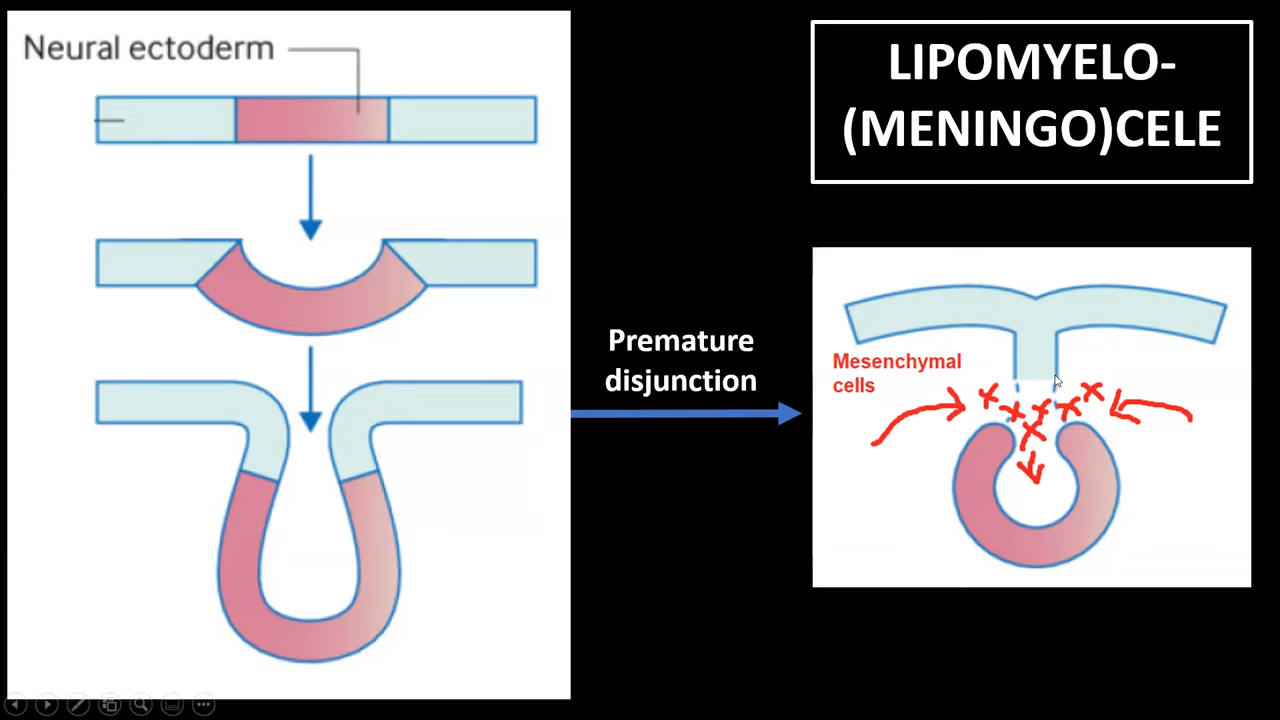 Neural ectoderm
LIPOMYELO-
(MENINGO)CELE
Premature
disjunction
Mesenchymal
cells